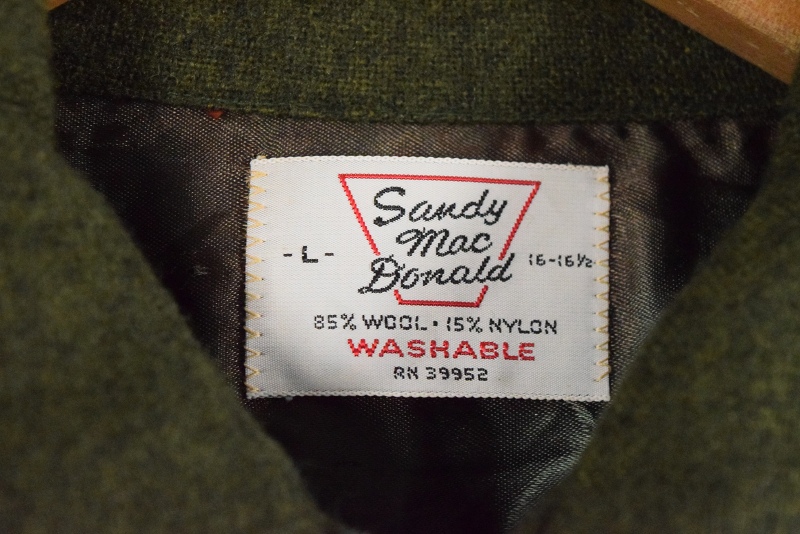 Sandy
Mac
-L- Donald 16-16½
85% WOOL • 15% NYLON
WASHABLE
RN 39952